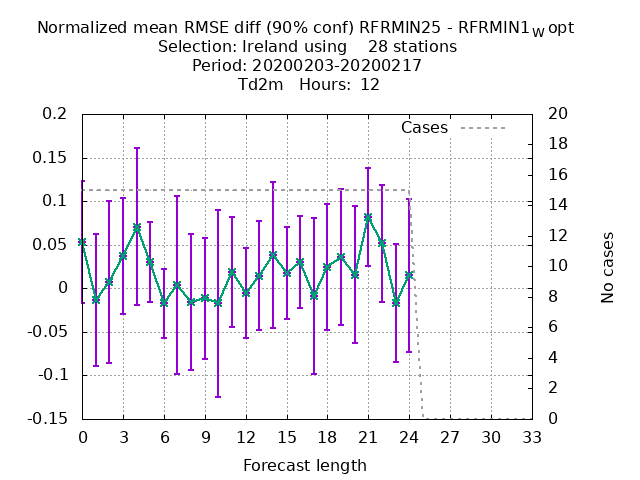 Normalized mean RMSE diff (90% conf) RFRMIN25 - RFRMIN1W opt
Selection: Ireland using 28 stations
Period: 20200203-20200217
Td2m Hours: 12
Cases
0.2
0.15
0.1
0.05
0
-0.05
-0.1
-0.15
20
18
16
14
12
10
8
6
4
2
0
No cases
0 3 6 9 12 15 18 21 24 27 30 33
Forecast length